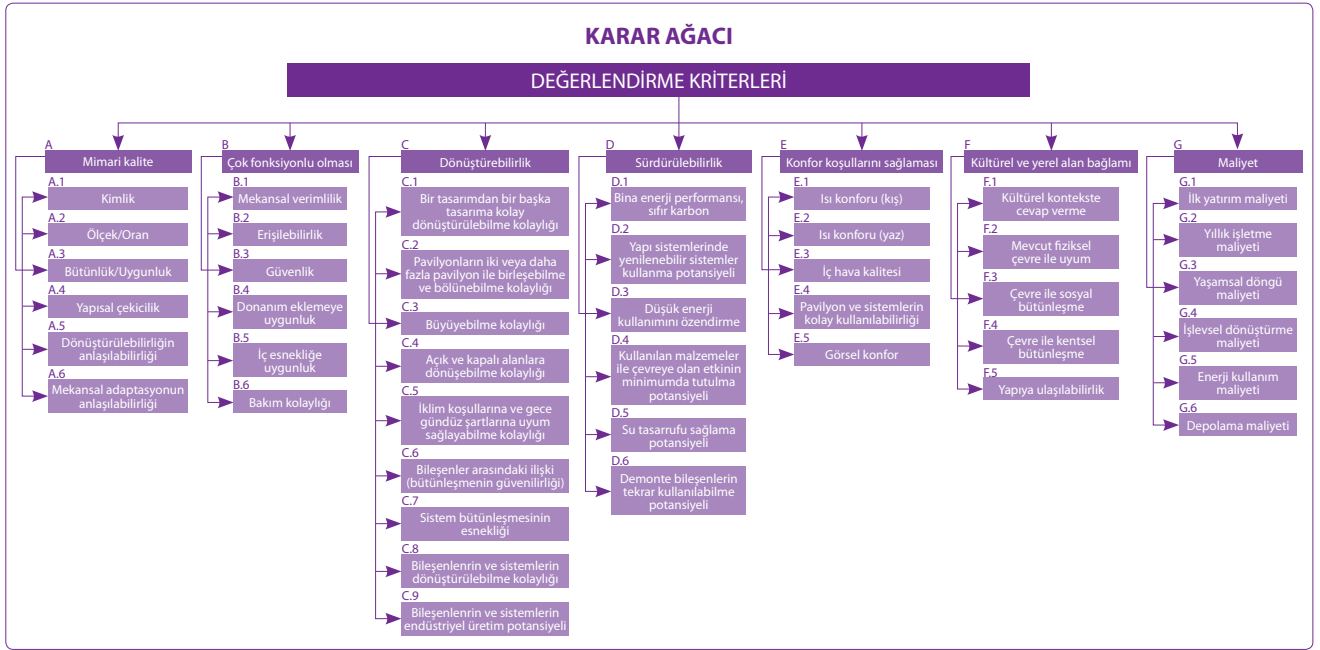 KARAR AĞACI
DEĞERLENDİRME KRİTERLERİ
A
Mimari kalite
A.1
Kimlik
A.2
Ölçek/Oran
A.3
Bütünlük/Uygunluk
A.4
Yapısal çekicilik
A.5
Dönüştürülebilirliğin
anlaşılabilirliği
A.6
Mekansal adaptasyonun
anlaşılabilirliği
B
Çok fonksiyonlu olması
B.1
Mekansal verimlilik
B.2
Erişilebilirlik
B.3
Güvenlik
B.4
Donanım eklemeye
uygunluk
B.5
İç esnekliğe
uygunluk
B.6
Bakım kolaylığı
C
Dönüştürebilirlik
C.1
Bir tasarımdan bir başka
tasarıma kolay
dönüştürülebilme kolaylığı
C.2
Pavilyonların iki veya daha
fazla pavilyon ile birleşebilme
ve bölünebilme kolaylığı
C.3
Büyüyebilme kolaylığı
C.4
Açık ve kapalı alanlara
dönüşebilme kolaylığı
C.5
İklim koşullarına ve gece
gündüz şartlarına uyum
sağlayabilme kolaylığı
C.6
Bileşenler arasındaki ilişki
(bütünleşmenin güvenilirliği)
C.7
Sistem bütünleşmesinin
esnekliği
C.8
Bileşenlenrin ve sistemlerin
dönüştürülebilme kolaylığı
C.9
Bileşenlenrin ve sistemlerin
endüstriyel üretim potansiyeli
D
Sürdürülebilirlik
D.1
Bina enerji performansı,
sıfır karbon
D.2
Yapı sistemlerinde
yenilenebilir sistemler
kullanma potansiyeli
D.3
Düşük enerji
kullanımını özendirme
D.4
Kullanılan malzemeler
ile çevreye olan etkinin
minimumda tutulma
potansiyeli
D.5
Su tasarrufu sağlama
potansiyeli
D.6
Demonte bileşenlerin
tekrar kullanılabilme
potansiyeli
E
Konfor koşullarını sağlaması
E.1
Isı konforu (kış)
E.2
Isı konforu (yaz)
E.3
İç hava kalitesi
E.4
Pavilyon ve sistemlerin
kolay kullanılabilirliği
E.5
Görsel konfor
F
Kültürel ve yerel alan bağlamı
F.1
Kültürel kontekste
cevap verme
F.2
Mevcut fiziksel
çevre ile uyum
F.3
Çevre ile sosyal
bütünleşme
F.4
Çevre ile kentsel
bütünleşme
F.5
Yapıya ulaşılabilirlik
G
Maliyet
G.1
İlk yatırım maliyeti
G.2
Yıllık işletme
maliyeti
G.3
Yaşamsal döngü
maliyeti
G.4
İşlevsel dönüştürme
maliyeti
G.5
Enerji kullanım
maliyeti
G.6
Depolama maliyeti